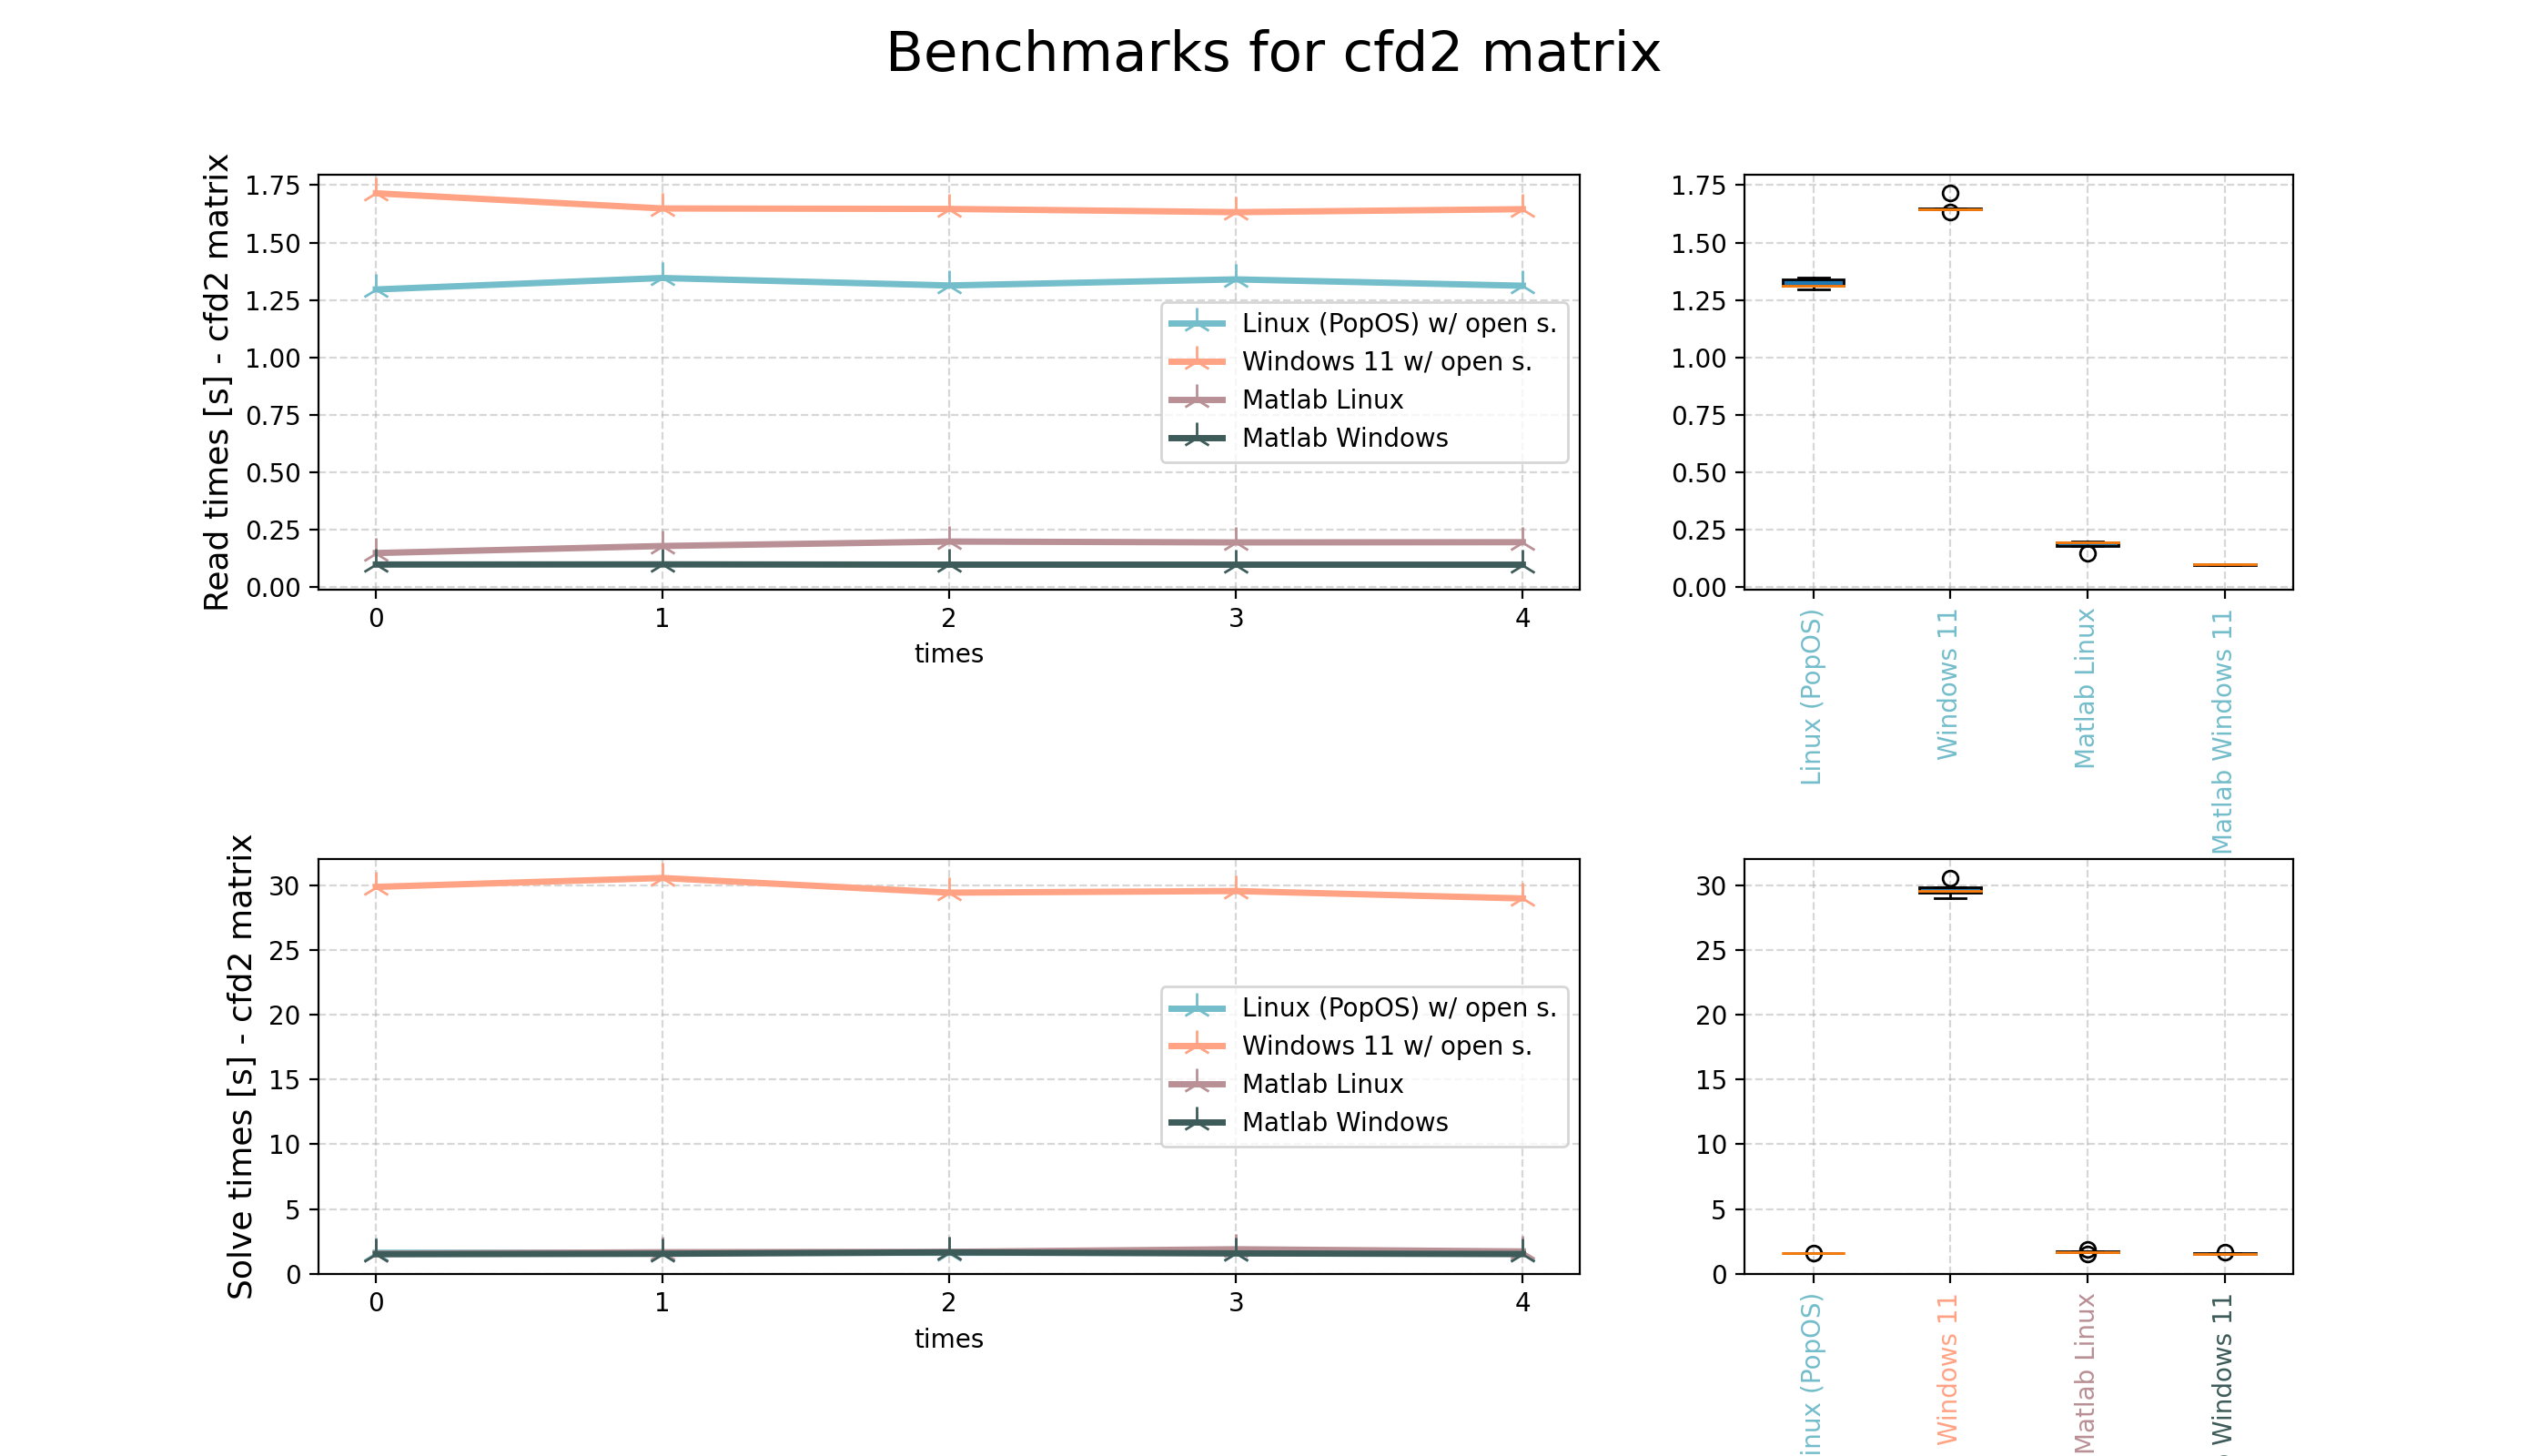 Benchmarks for cfd2 matrix
Read times [s] - cfd2 matrix
1.75
1.50
1.25
1.00
0.75
0.50
0.25
0.00
0 1 2 3 4
times
Linux (PopOS) w/ open s.
Windows 11 w/ open s.
Matlab Linux
Matlab Windows
1.75
1.50
1.25
1.00
0.75
0.50
0.25
0.00
Linux (PopOS)
Windows 11
Matlab Linux
Matlab Windows 11
Solve times [s] - cfd2 matrix
30
25
20
15
10
5
0
0 1 2 3 4
times
Linux (PopOS) w/ open s.
Windows 11 w/ open s.
Matlab Linux
Matlab Windows
30
25
20
15
10
5
0
inux (PopOS)
Windows 11
Matlab Linux
Windows 11